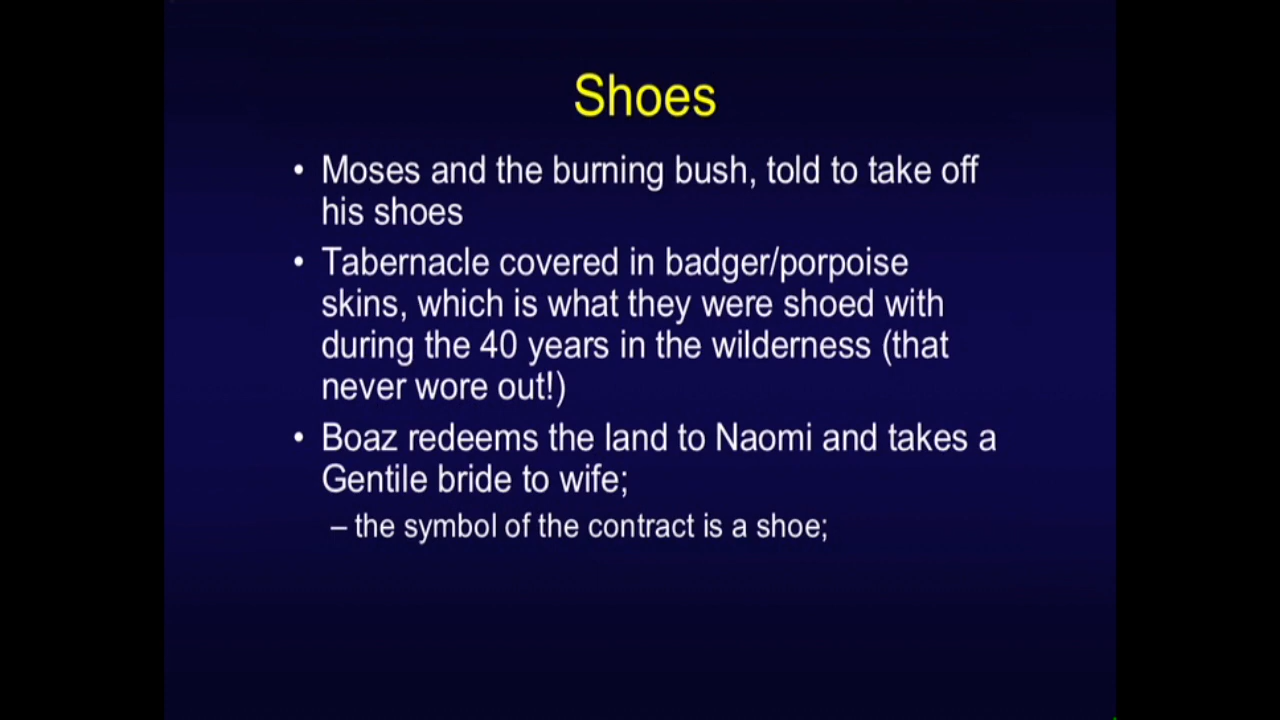 Shoes
• Moses and the burning bush, told to take off
his shoes
• Tabernacle covered in badger/porpoise
skins, which is what they were shoed with
during the 40 years in the wilderness (that
never wore out!)
• Boaz redeems the land to Naomi and takes a
Gentile bride to wife;
– the symbol of the contract is a shoe;